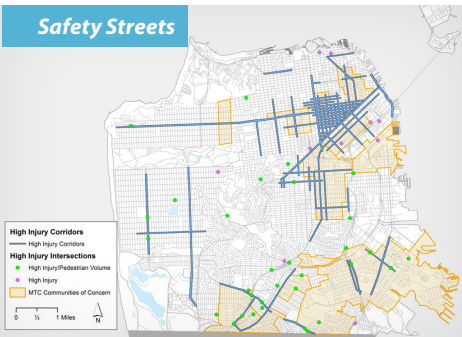 Safety Streets
High Injury Corridors
High Injury Corridors
High Injury Intersections
High Injury/Pedestrian Volume
High Injury
MTC Communities of Concern
0 ½ 1 Miles
N